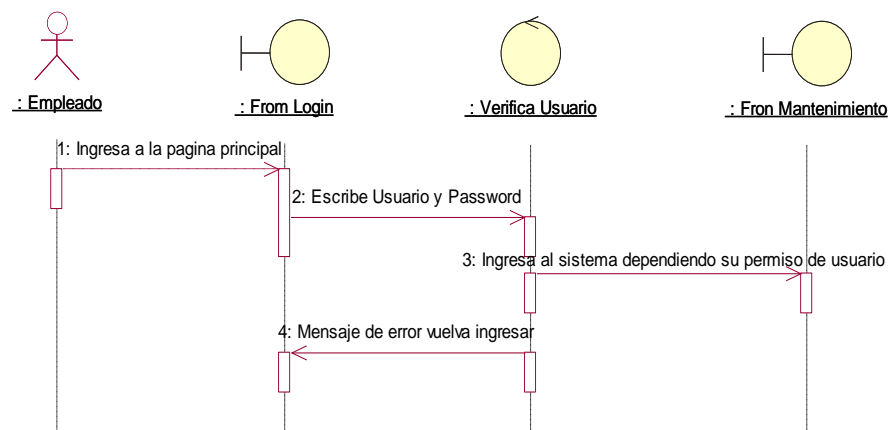 : Empleado
: From Login
: Verifica Usuario
: Fron Mantenimiento
1: Ingresa a la pagina principal
2: Escribe Usuario y Password
3: Ingresa al sistema dependiendo su permiso de usuario
4: Mensaje de error vuelva ingresar